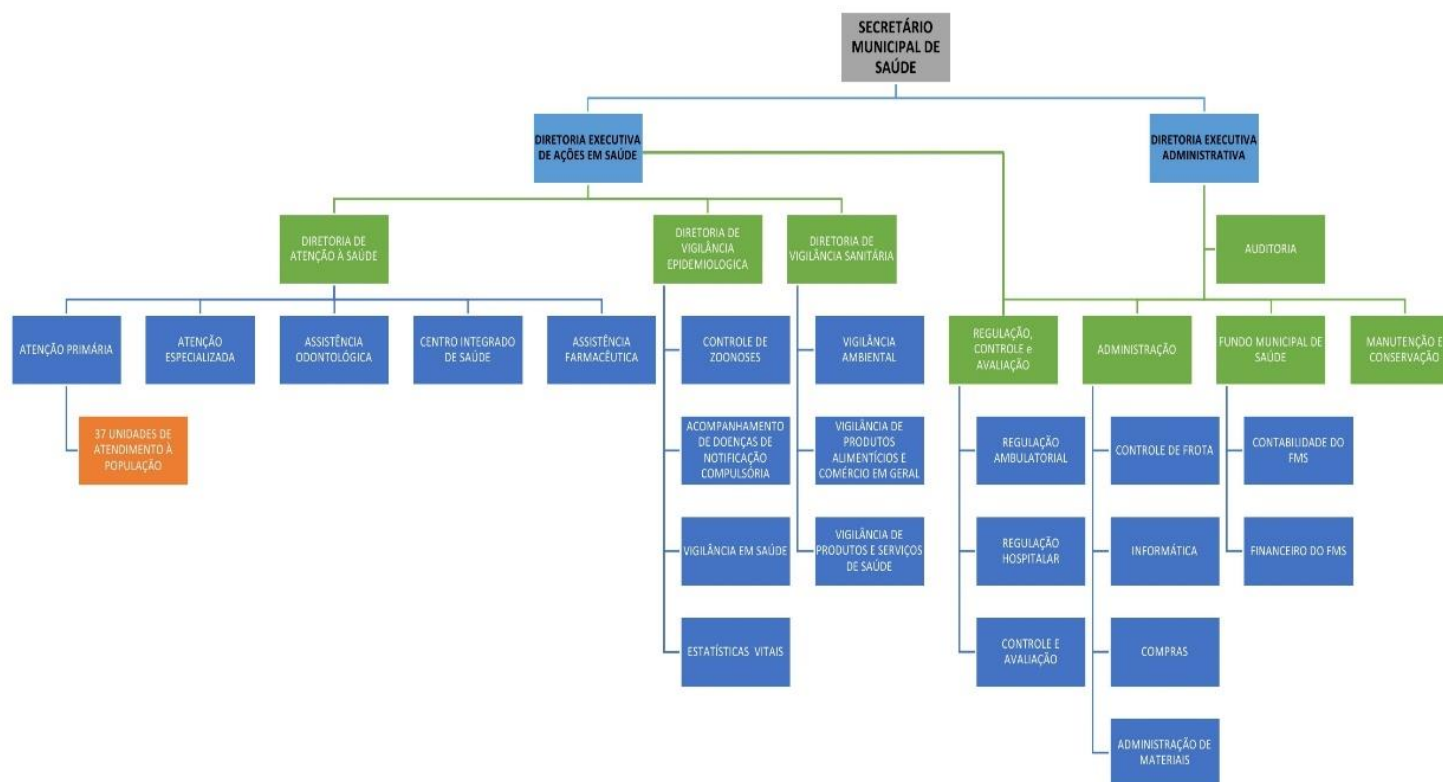 SECRETÁRIO
MUNICIPAL DE
SAÚDE
DIRETORIA EXECUTIVA
DE AÇÕES EM SAÚDE
DIRETORIA EXECUTIVA
ADMINISTRATIVA
DIRETORIA DE
ATENÇÃO À SAÚDE
DIRETORIA DE
VIGILÂNCIA
EPIDEMIOLOGICA
DIRETORIA DE
VIGILÂNCIA SANITÁRIA
AUDITORIA
ATENÇÃO PRIMÁRIA
ATENÇÃO
ESPECIALIZADA
ASSISTÊNCIA
ODONTOLÓGICA
CENTRO INTEGRADO
DE SAÚDE
ASSISTÊNCIA
FARMACÊUTICA
CONTROLE DE
ZOONOSES
VIGILÂNCIA
AMBIENTAL
REGULAÇÃO,
CONTROLE e
AVALIAÇÃO
ADMINISTRAÇÃO
FUNDO MUNICIPAL DE
SAÚDE
MANUTENÇÃO E
CONSERVAÇÃO
37 UNIDADES DE
ATENDIMENTO À
POPULAÇÃO
ACOMPANHAMENTO
DE DOENÇAS DE
NOTIFICAÇÃO
COMPULSÓRIA
VIGILÂNCIA DE
PRODUTOS
ALIMENTÍCIOS E
COMÉRCIO EM GERAL
REGULAÇÃO
AMBULATORIAL
CONTROLE DE FROTA
CONTABILIDADE DO
FMS
VIGILÂNCIA EM SAÚDE
VIGILÂNCIA DE
PRODUTOS E SERVIÇOS
DE SAÚDE
REGULAÇÃO
HOSPITALAR
INFORMÁTICA
FINANCEIRO DO FMS
ESTATÍSTICAS VITAIS
CONTROLE E
AVALIAÇÃO
COMPRAS
ADMINISTRAÇÃO DE
MATERIAIS